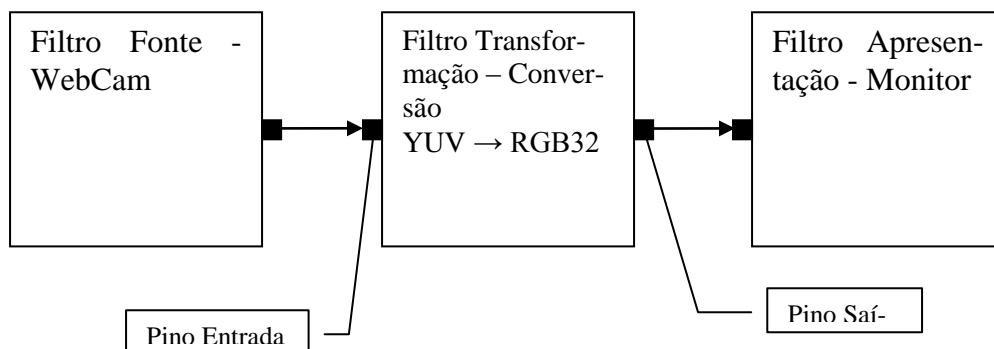 Filtro Fonte -
WebCam
Filtro Transfor-
mação – Conver-
são
YUV → RGB32
Filtro Apresen-
tação - Monitor
Pino Entrada
Pino Saí-